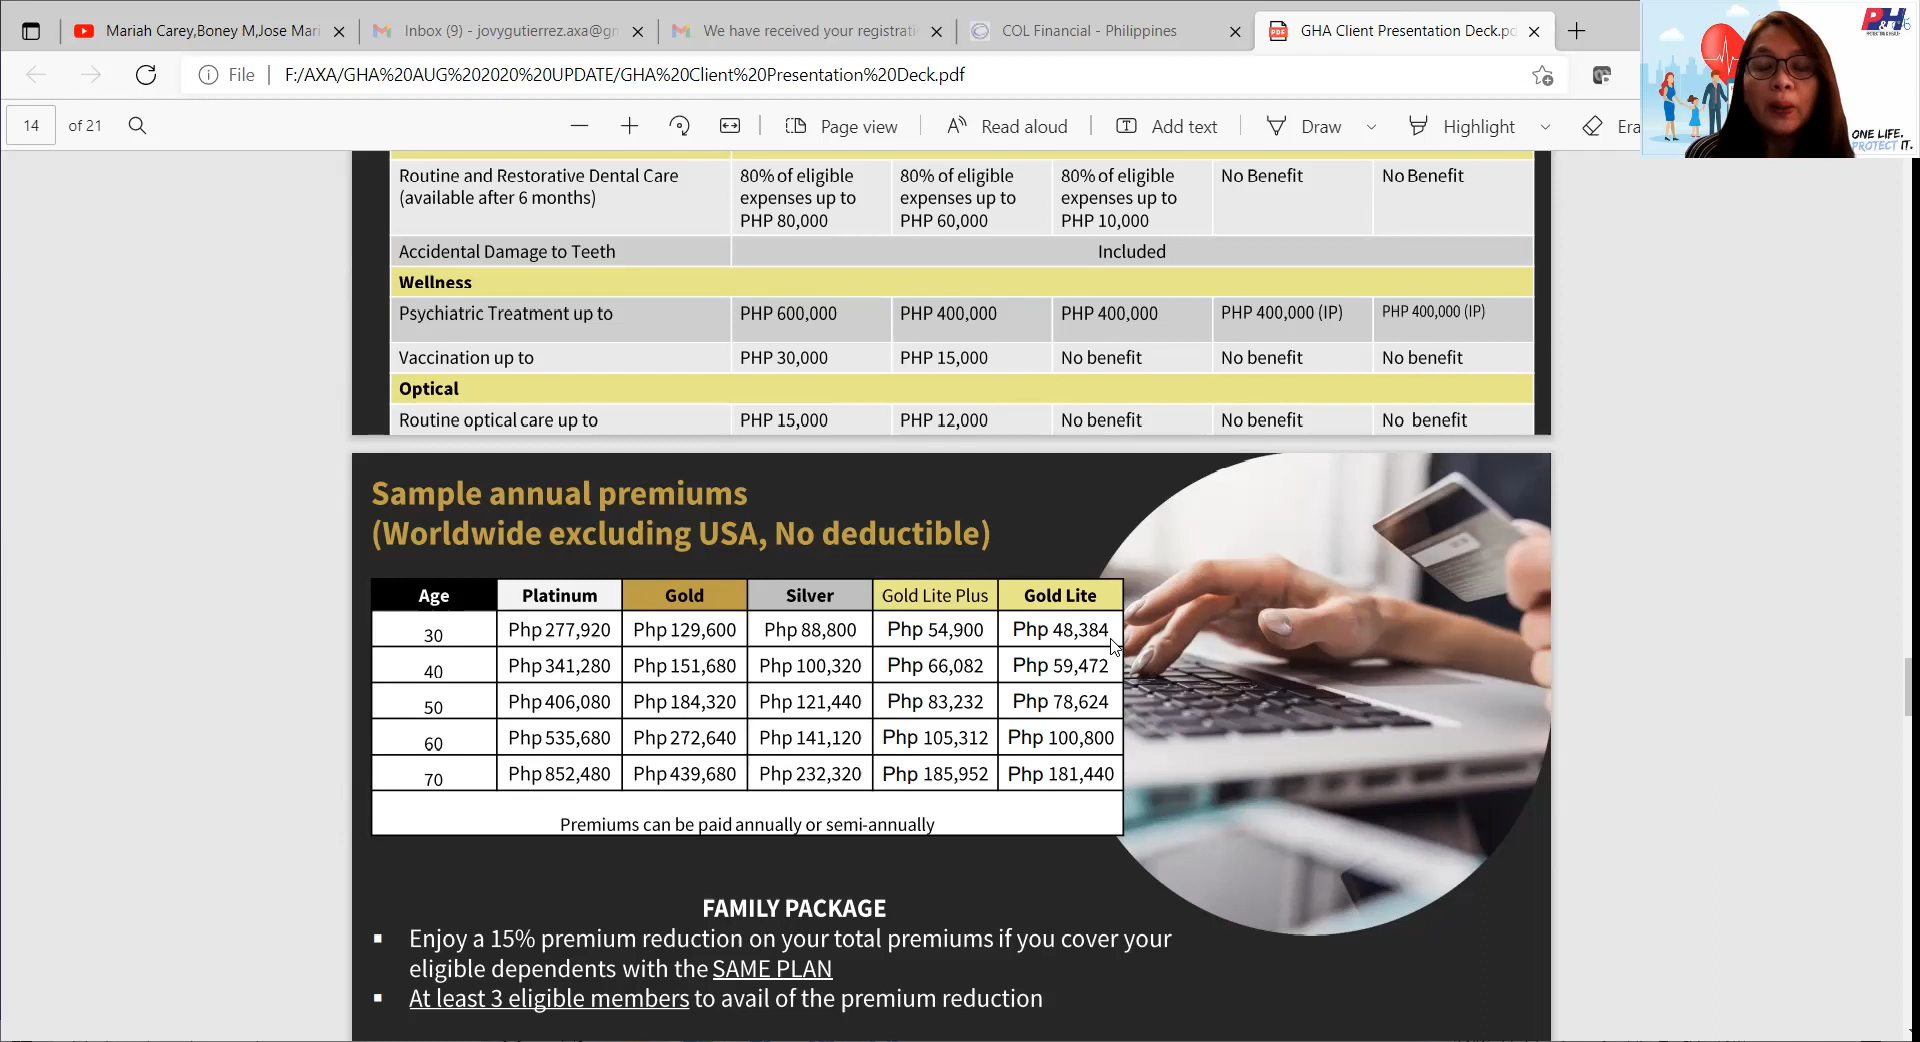 Mariah Carey,Boney M,Jose Mari
Inbox (9) - jovygutierrez.axa@gm
We have received your registrati
COL Financial - Philippines
GHA Client Presentation Deck.pd
File
F:/AXA/GHA%20AUG%202020%20UPDATE/GHA%20Client%20Presentation%20Deck.pdf
14 of 21
Page view
Read aloud
Add text
Draw
Highlight
Era
P&H
ONE LIFE.
PROTECT IT.
Routine and Restorative Dental Care
(available after 6 months)
80% of eligible
expenses up to
PHP 80,000
80% of eligible
expenses up to
PHP 60,000
80% of eligible
expenses up to
PHP 10,000
No Benefit
No Benefit
Accidental Damage to Teeth Included
Wellness
Psychiatric Treatment up to PHP 600,000 PHP 400,000 PHP 400,000 PHP 400,000 (IP) PHP 400,000 (IP)
Vaccination up to PHP 30,000 PHP 15,000 No benefit No benefit No benefit
Optical
Routine optical care up to PHP 15,000 PHP 12,000 No benefit No benefit No benefit
Sample annual premiums
(Worldwide excluding USA, No deductible)
Age Platinum Gold Silver Gold Lite Plus Gold Lite
30 Php 277,920 Php 129,600 Php 88,800 Php 54,900 Php 48,384
40 Php 341,280 Php 151,680 Php 100,320 Php 66,082 Php 59,472
50 Php 406,080 Php 184,320 Php 121,440 Php 83,232 Php 78,624
60 Php 535,680 Php 272,640 Php 141,120 Php 105,312 Php 100,800
70 Php 852,480 Php 439,680 Php 232,320 Php 185,952 Php 181,440
Premiums can be paid annually or semi-annually
FAMILY PACKAGE
▪ Enjoy a 15% premium reduction on your total premiums if you cover your
eligible dependents with the SAME PLAN
▪ At least 3 eligible members to avail of the premium reduction